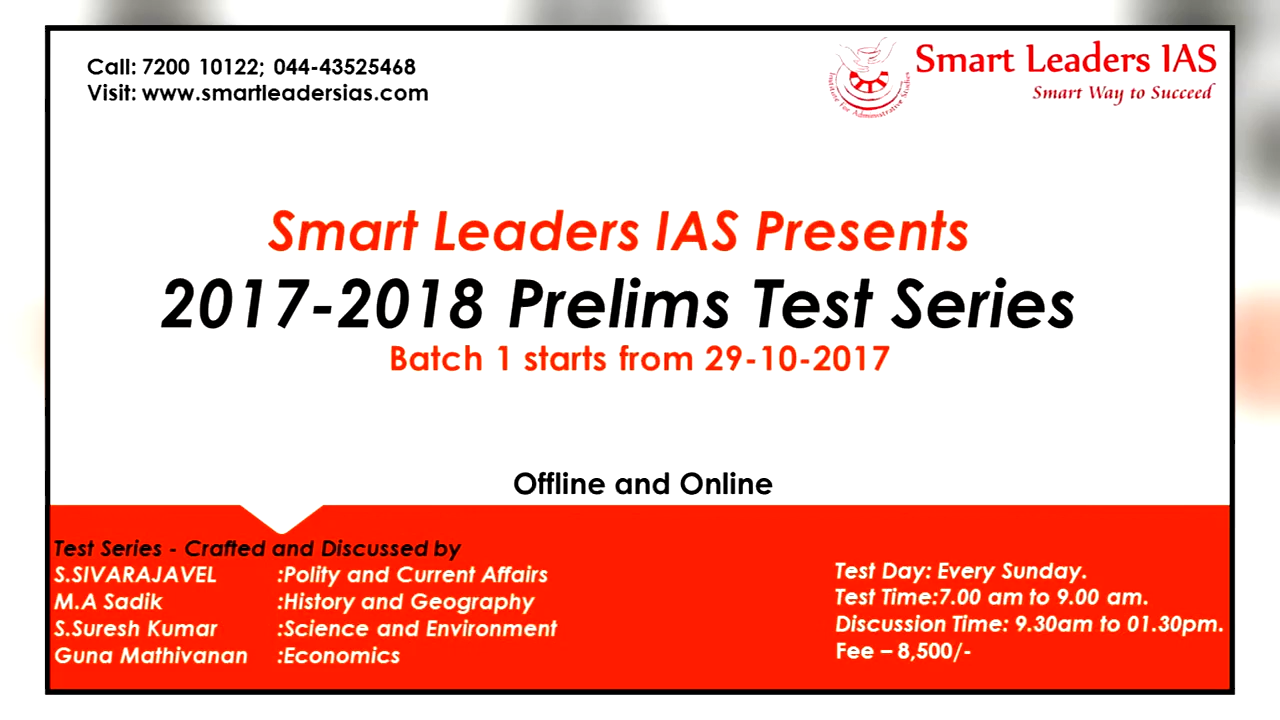 Call: 7200 10122; 044-43525468
Visit: www.smartleadersias.com
Smart Leaders IAS
Smart Way to Succeed
Institute for Administrative Studies
Smart Leaders IAS Presents
2017-2018 Prelims Test Series
Batch 1 starts from 29-10-2017
Offline and Online
Test Series - Crafted and Discussed by
S.SIVARAJAVEL :Polity and Current Affairs
M.A Sadik :History and Geography
S.Suresh Kumar :Science and Environment
Guna Mathivanan :Economics
Test Day: Every Sunday.
Test Time:7.00 am to 9.00 am.
Discussion Time: 9.30am to 01.30pm.
Fee – 8,500/-